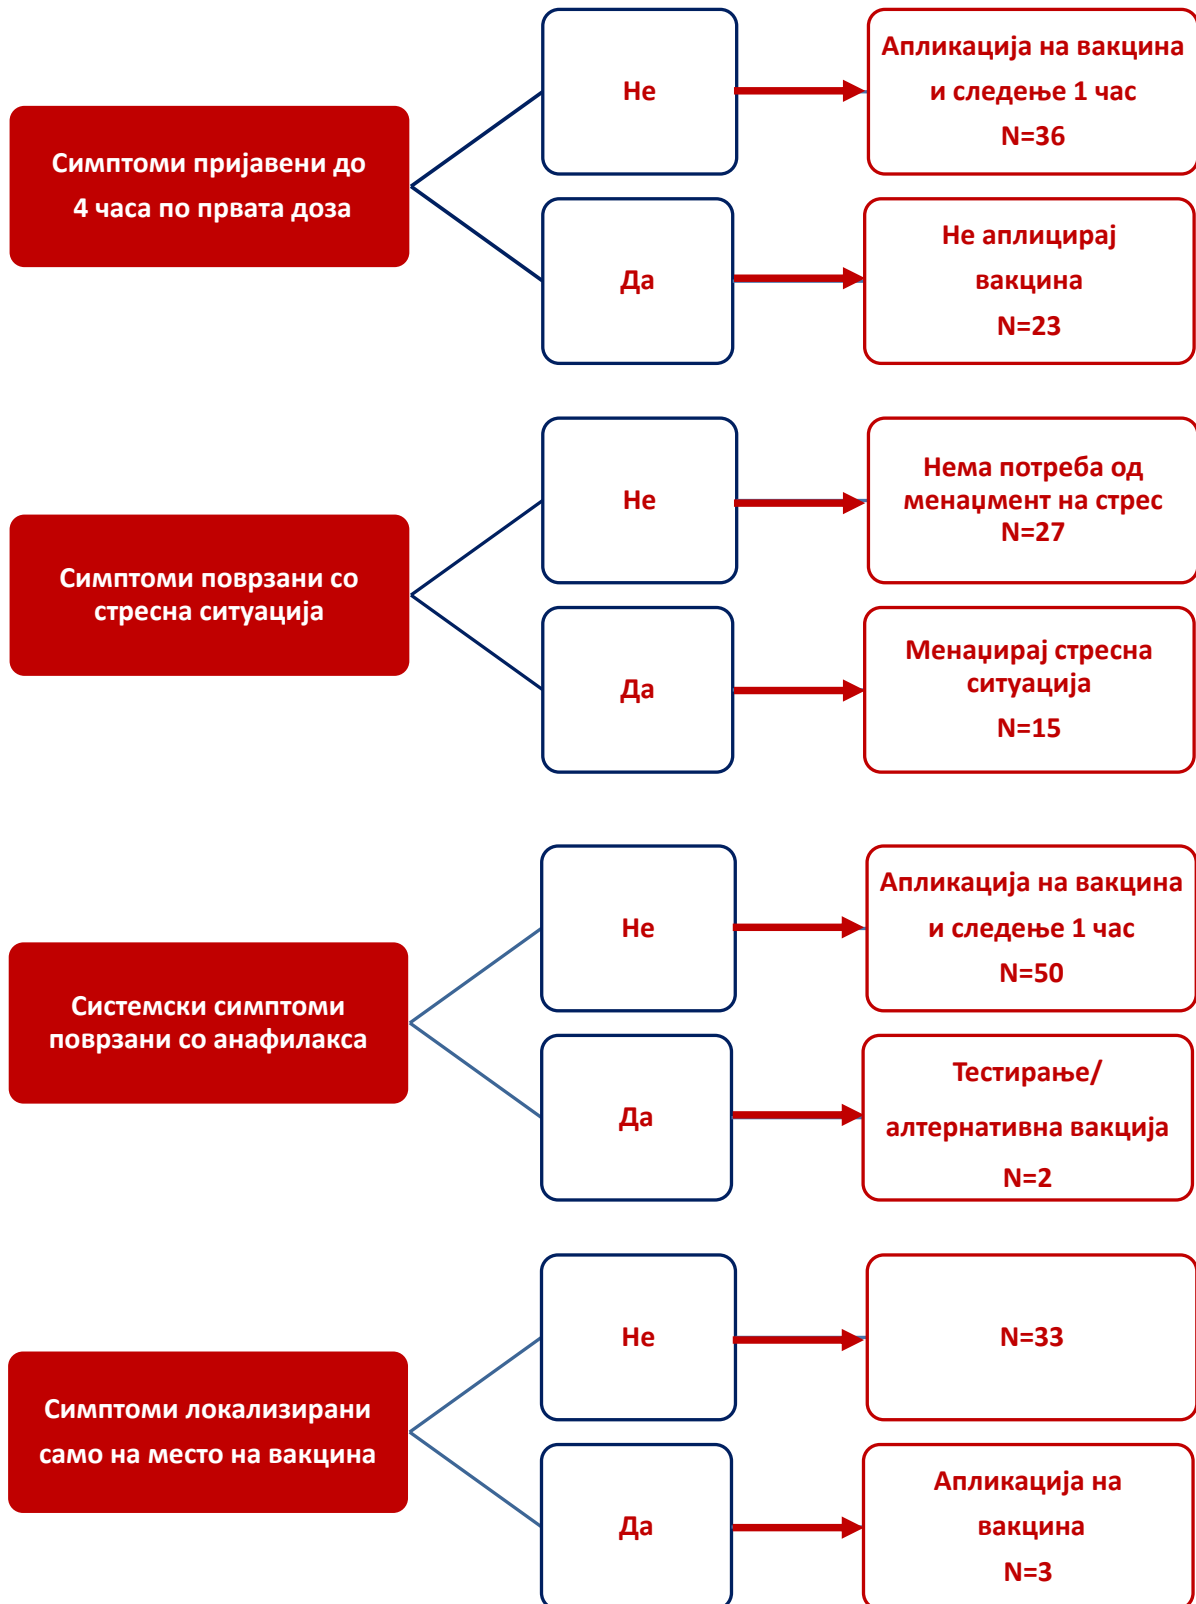 Симптоми пријавени до
4 часа по првата доза
Не
Апликација на вакцина
и следење 1 час
N=36
Да
Не аплицирај
вакцина
N=23
Симптоми поврзани со
стресна ситуација
Не
Нема потреба од
менаџмент на стрес
N=27
Да
Менаџирај стресна
ситуација
N=15
Системски симптоми
поврзани со анафилакса
Не
Апликација на вакцина
и следење 1 час
N=50
Да
Тестирање/
алтернативна вакција
N=2
Симптоми локализирани
само на место на вакцина
Не
N=33
Да
Апликација на
вакцина
N=3